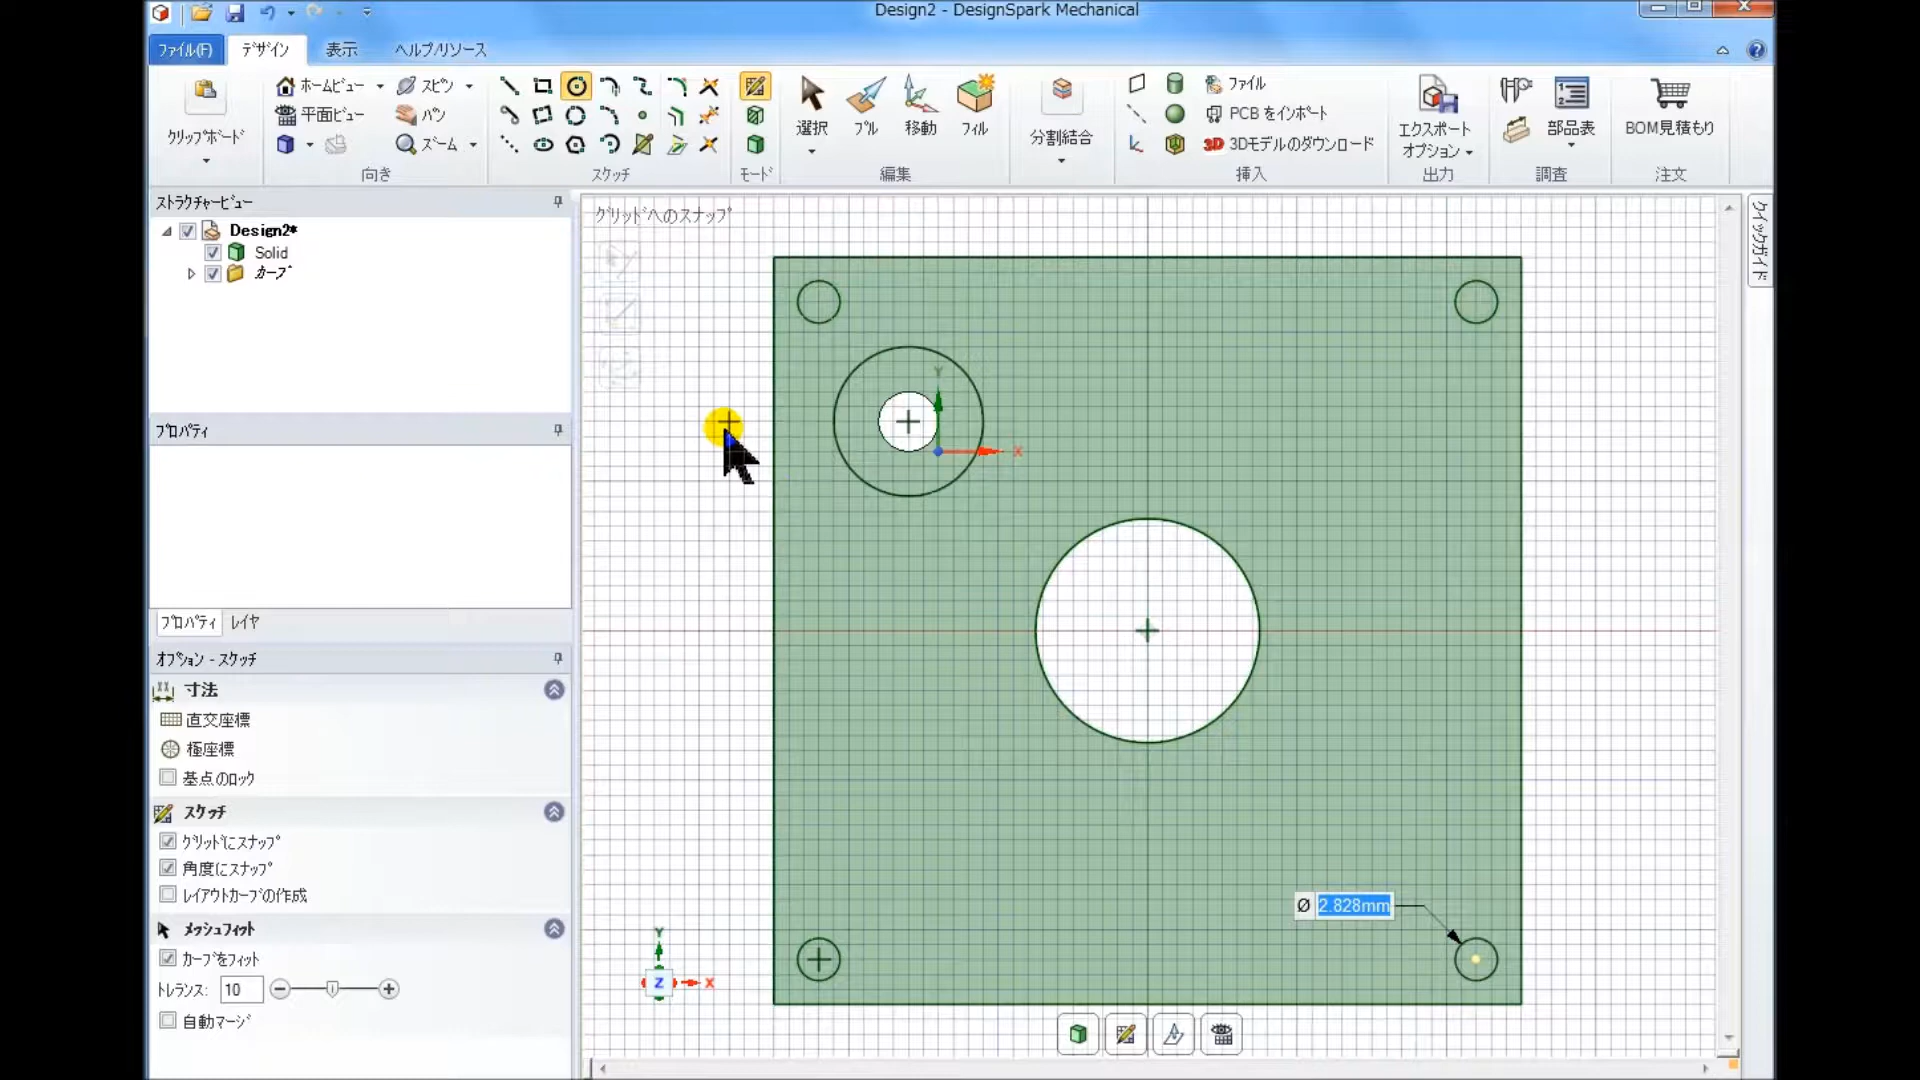 Design2 - DesignSpark Mechanical
ファイル(F) デザイン 表示 ヘルプ/リソース
クリップボード
ホームビュー スピン
平面ビュー パン
ズーム
向き
スケッチ
モード
選択 プル 移動 フィル
編集
分割結合
ファイル
PCB をインポート
3D 3Dモデルのダウンロード
挿入
エクスポート
オプション
出力
部品表
調査
BOM見積もり
注文
ストラクチャービュー
Design2*
Solid
カーブ
プロパティ
プロパティ レイヤ
オプション - スケッチ
寸法
直交座標
極座標
基点のロック
スケッチ
グリッドにスナップ
角度にスナップ
レイアウトカーブの作成
メッシュフィット
カーブをフィット
トレランス: 10
自動マージ
グリッドへのスナップ
Y
X
Ø 2.828mm
Y
Z X
クイックガイド